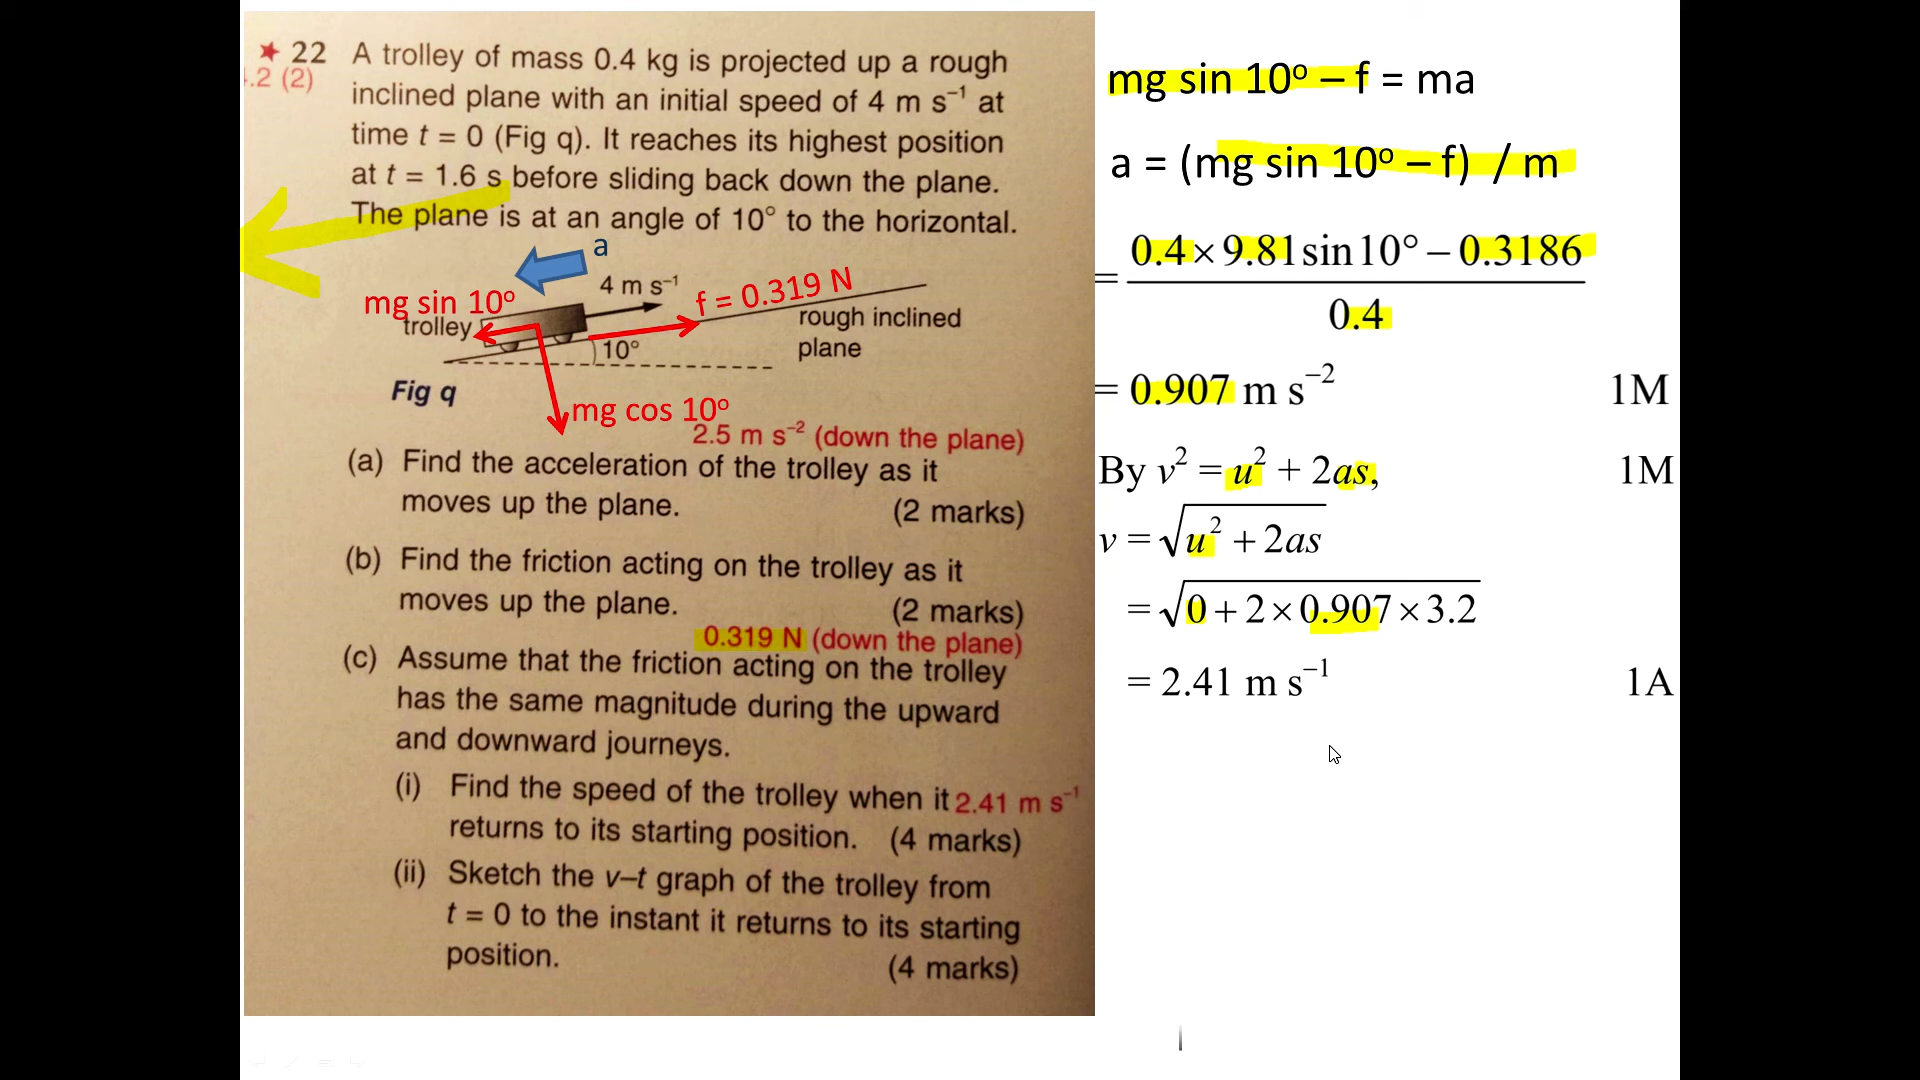 ★ 22 A trolley of mass 0.4 kg is projected up a rough
.2 (2) inclined plane with an initial speed of 4 m s⁻¹ at
time t = 0 (Fig q). It reaches its highest position
at t = 1.6 s before sliding back down the plane.
The plane is at an angle of 10° to the horizontal.
a
4 m s⁻¹
mg sin 10º
f = 0.319 N
trolley
rough inclined
plane
10°
Fig q
mg cos 10º
2.5 m s⁻² (down the plane)
(a) Find the acceleration of the trolley as it
moves up the plane. (2 marks)
(b) Find the friction acting on the trolley as it
moves up the plane. (2 marks)
0.319 N (down the plane)
(c) Assume that the friction acting on the trolley
has the same magnitude during the upward
and downward journeys.
(i) Find the speed of the trolley when it 2.41 m s⁻¹
returns to its starting position. (4 marks)
(ii) Sketch the v–t graph of the trolley from
t = 0 to the instant it returns to its starting
position. (4 marks)
mg sin 10º – f = ma
a = (mg sin 10º – f) / m
= (0.4 × 9.81 sin 10° − 0.3186) / 0.4
= 0.907 m s⁻² 1M
By v² = u² + 2as, 1M
v = √(u² + 2as)
= √(0 + 2 × 0.907 × 3.2)
= 2.41 m s⁻¹ 1A